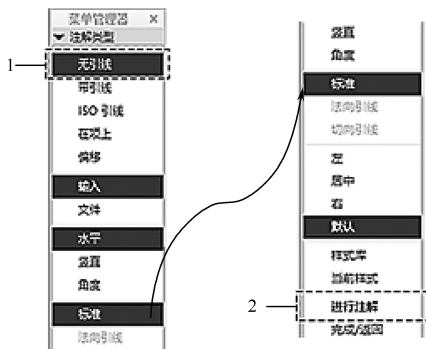 菜单管理器 ×
注解类型
1
无引线
带引线
ISO 引线
在项上
偏移
输入
文件
水平
竖直
角度
标准
法向引线
竖直
角度
标准
法向引线
切向引线
左
居中
右
默认
样式库
当前样式
2
进行注解
完成/返回